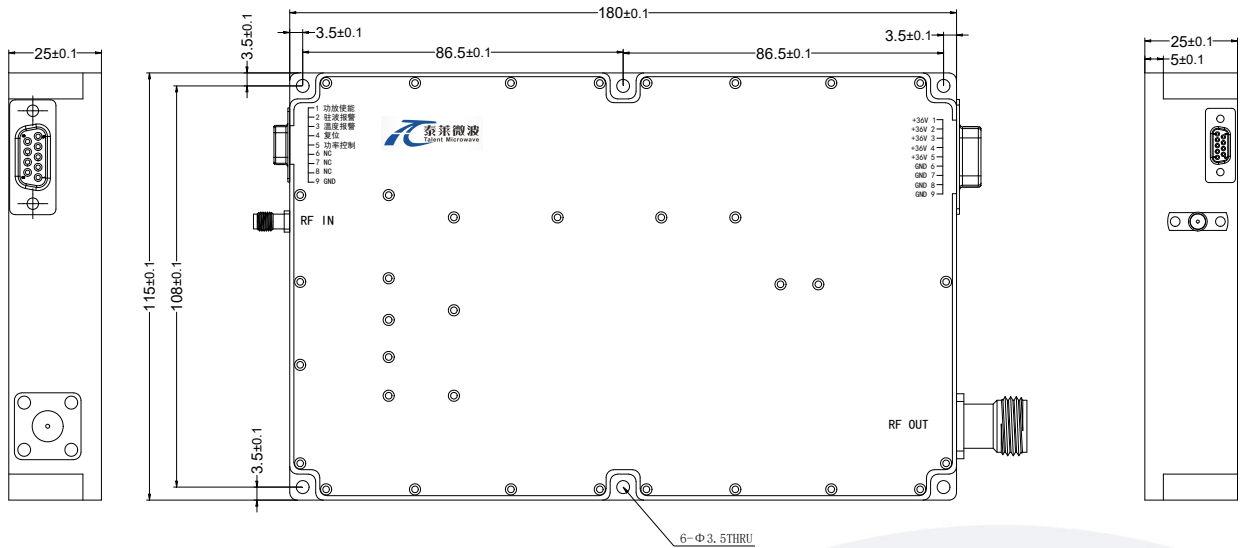 180±0.1
3.5±0.1
3.5±0.1
3.5±0.1
86.5±0.1
86.5±0.1
25±0.1
25±0.1
5±0.1
1 功放使能
2 驻波报警
3 温度报警
4 复位
5 功率控制
6 NC
7 NC
8 NC
9 GND
泰莱微波
Talent Microwave
+36V 1
+36V 2
+36V 3
+36V 4
+36V 5
GND 6
GND 7
GND 8
GND 9
RF IN
115±0.1
108±0.1
RF OUT
3.5±0.1
6-Φ3.5THRU